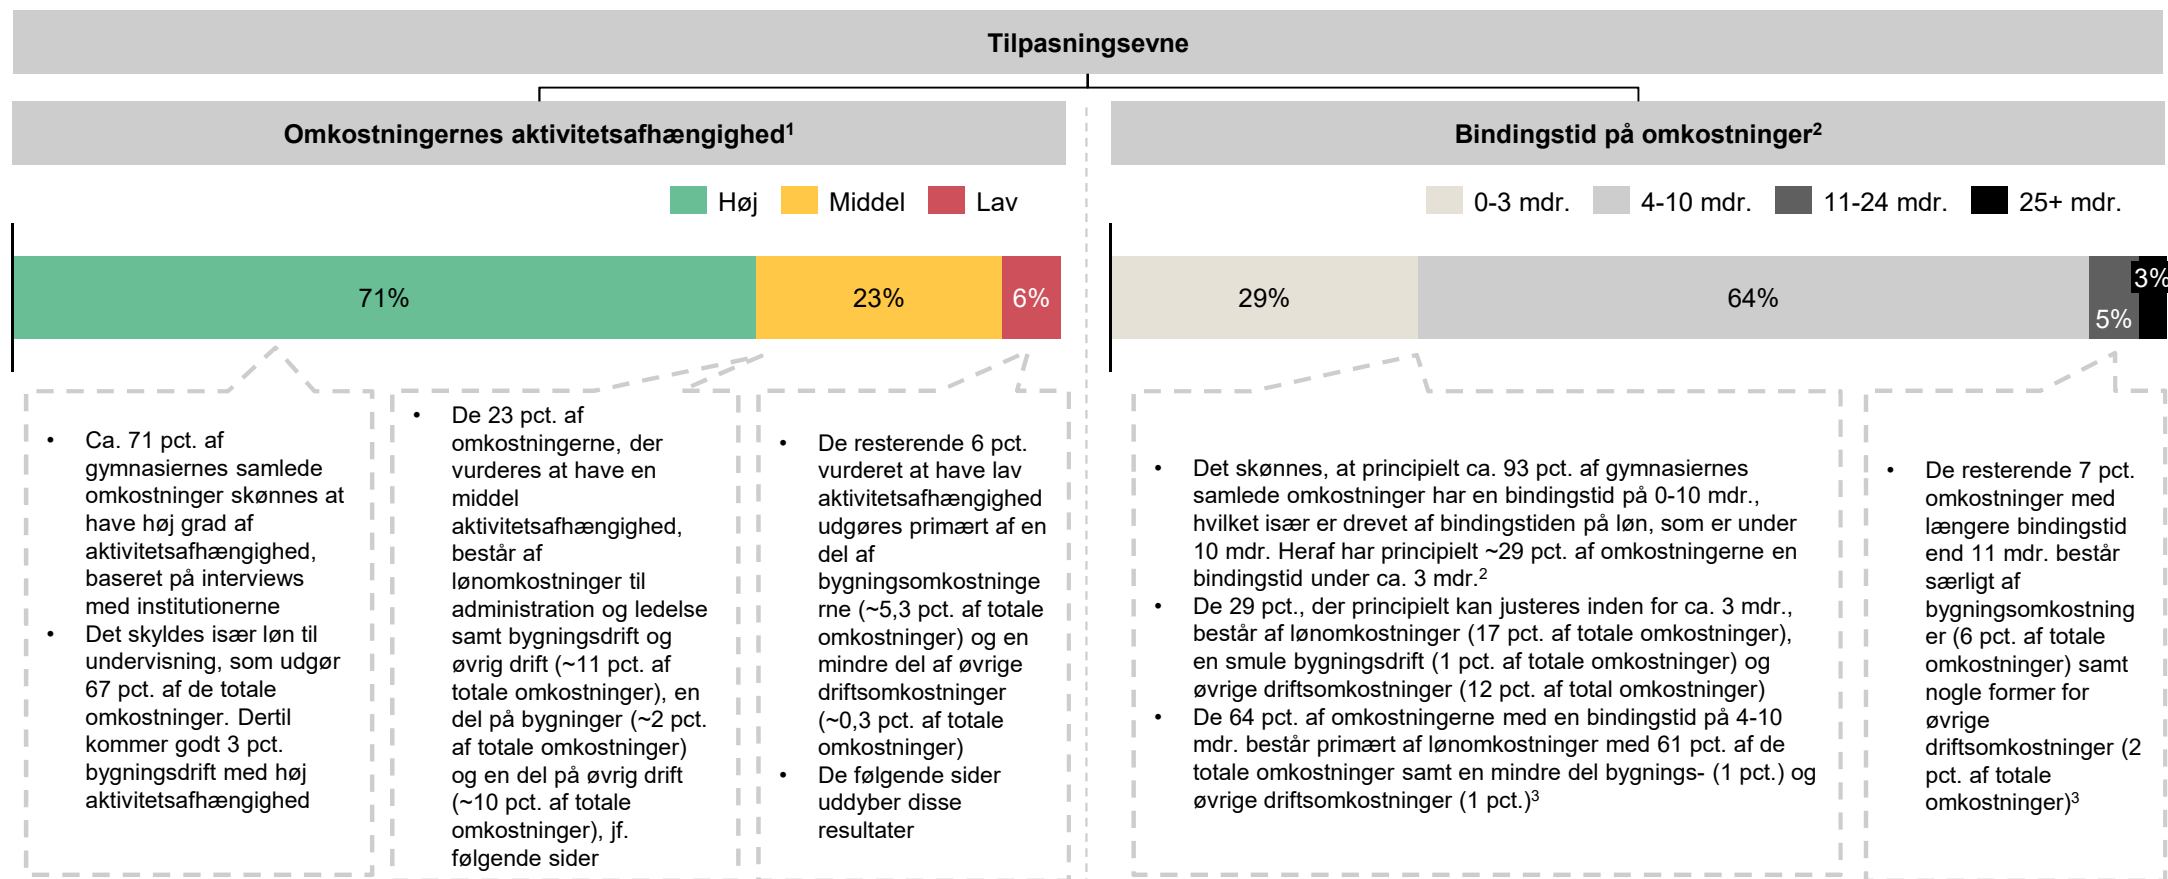 Tilpasningsevne
Omkostningernes aktivitetsafhængighed¹
Høj
Middel
Lav
71%
23%
6%
• Ca. 71 pct. af
gymnasiernes samlede
omkostninger skønnes at
have høj grad af
aktivitetsafhængighed,
baseret på interviews
med institutionerne
• Det skyldes især løn til
undervisning, som udgør
67 pct. af de totale
omkostninger. Dertil
kommer godt 3 pct.
bygningsdrift med høj
aktivitetsafhængighed
• De 23 pct. af
omkostningerne, der
vurderes at have en
middel
aktivitetsafhængighed,
består af
lønomkostninger til
administration og ledelse
samt bygningsdrift og
øvrig drift (~11 pct. af
totale omkostninger), en
del på bygninger (~2 pct.
af totale omkostninger)
og en del på øvrig drift
(~10 pct. af totale
omkostninger), jf.
følgende sider
• De resterende 6 pct.
vurderet at have lav
aktivitetsafhængighed
udgøres primært af en
del af
bygningsomkostninge
rne (~5,3 pct. af totale
omkostninger) og en
mindre del af øvrige
driftsomkostninger
(~0,3 pct. af totale
omkostninger)
• De følgende sider
uddyber disse
resultater
Bindingstid på omkostninger²
0-3 mdr.
4-10 mdr.
11-24 mdr.
25+ mdr.
29%
64%
5%
3%
• Det skønnes, at principielt ca. 93 pct. af gymnasiernes
samlede omkostninger har en bindingstid på 0-10 mdr.,
hvilket især er drevet af bindingstiden på løn, som er under
10 mdr. Heraf har principielt ~29 pct. af omkostningerne en
bindingstid under ca. 3 mdr.²
• De 29 pct., der principielt kan justeres inden for ca. 3 mdr.,
består af lønomkostninger (17 pct. af totale omkostninger),
en smule bygningsdrift (1 pct. af totale omkostninger) og
øvrige driftsomkostninger (12 pct. af total omkostninger)
• De 64 pct. af omkostningerne med en bindingstid på 4-10
mdr. består primært af lønomkostninger med 61 pct. af de
totale omkostninger samt en mindre del bygnings- (1 pct.) og
øvrige driftsomkostninger (1 pct.)³
• De resterende 7 pct.
omkostninger med
længere bindingstid
end 11 mdr. består
særligt af
bygningsomkostning
er (6 pct. af totale
omkostninger) samt
nogle former for
øvrige
driftsomkostninger (2
pct. af totale
omkostninger)³